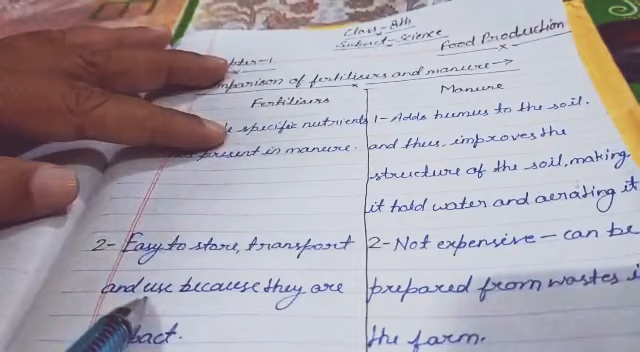 Class - 8th
Subject - Science
Food Production
Comparison of fertilisers and manure →
Fertilisers
specific nutrients
not present in manure.
2- Easy to store, transport
and use because they are
Manure
1- Adds humus to the soil.
and thus, improves the
structure of the soil, making
it hold water and aerating it
2- Not expensive - can be
prepared from wastes
the farm.